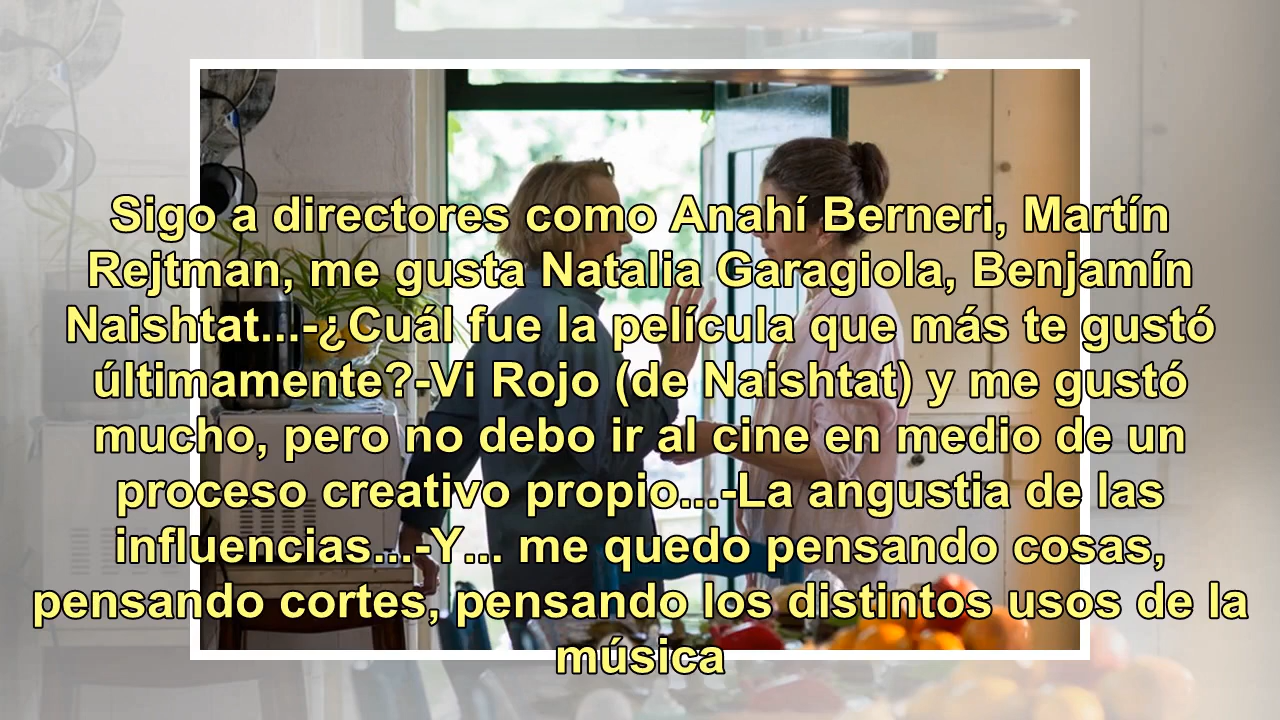 Sigo a directores como Anahí Berneri, Martín
Rejtman, me gusta Natalia Garagiola, Benjamín
Naishtat...-¿Cuál fue la película que más te gustó
últimamente?-Vi Rojo (de Naishtat) y me gustó
mucho, pero no debo ir al cine en medio de un
proceso creativo propio...-La angustia de las
influencias...-Y... me quedo pensando cosas,
pensando cortes, pensando los distintos usos de la
música